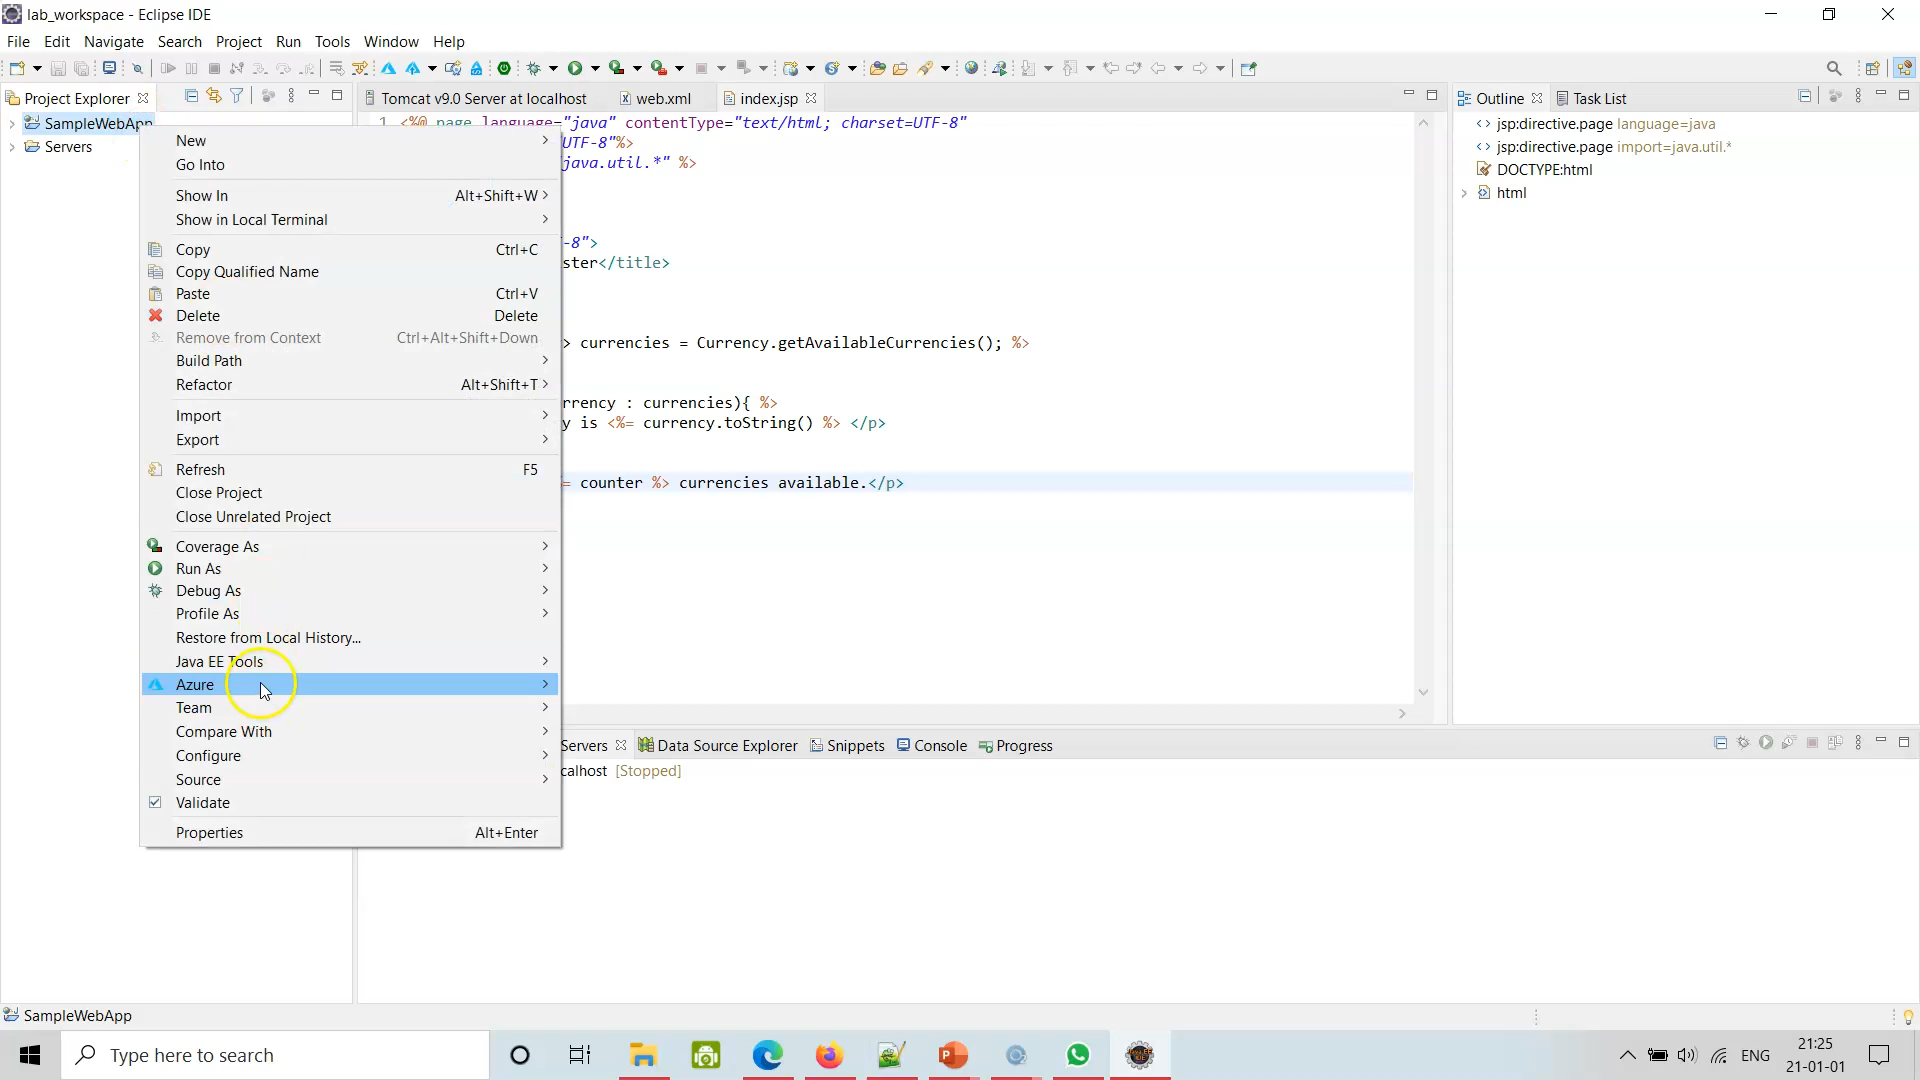 lab_workspace - Eclipse IDE
File Edit Navigate Search Project Run Tools Window Help
Project Explorer
SampleWebApp
Servers
Tomcat v9.0 Server at localhost web.xml index.jsp
1 <%@ page language="java" contentType="text/html; charset=UTF-8"
UTF-8"%>
java.util.*" %>
-8">
ster</title>
> currencies = Currency.getAvailableCurrencies(); %>
rrency : currencies){ %>
y is <%= currency.toString() %> </p>
= counter %> currencies available.</p>
New
Go Into
Show In Alt+Shift+W
Show in Local Terminal
Copy Ctrl+C
Copy Qualified Name
Paste Ctrl+V
Delete Delete
Remove from Context Ctrl+Alt+Shift+Down
Build Path
Refactor Alt+Shift+T
Import
Export
Refresh F5
Close Project
Close Unrelated Project
Coverage As
Run As
Debug As
Profile As
Restore from Local History...
Java EE Tools
Azure
Team
Compare With
Configure
Source
Validate
Properties Alt+Enter
Outline Task List
jsp:directive.page language=java
jsp:directive.page import=java.util.*
DOCTYPE:html
html
Servers Data Source Explorer Snippets Console Progress
calhost [Stopped]
SampleWebApp
Type here to search
ENG
21:25
21-01-01